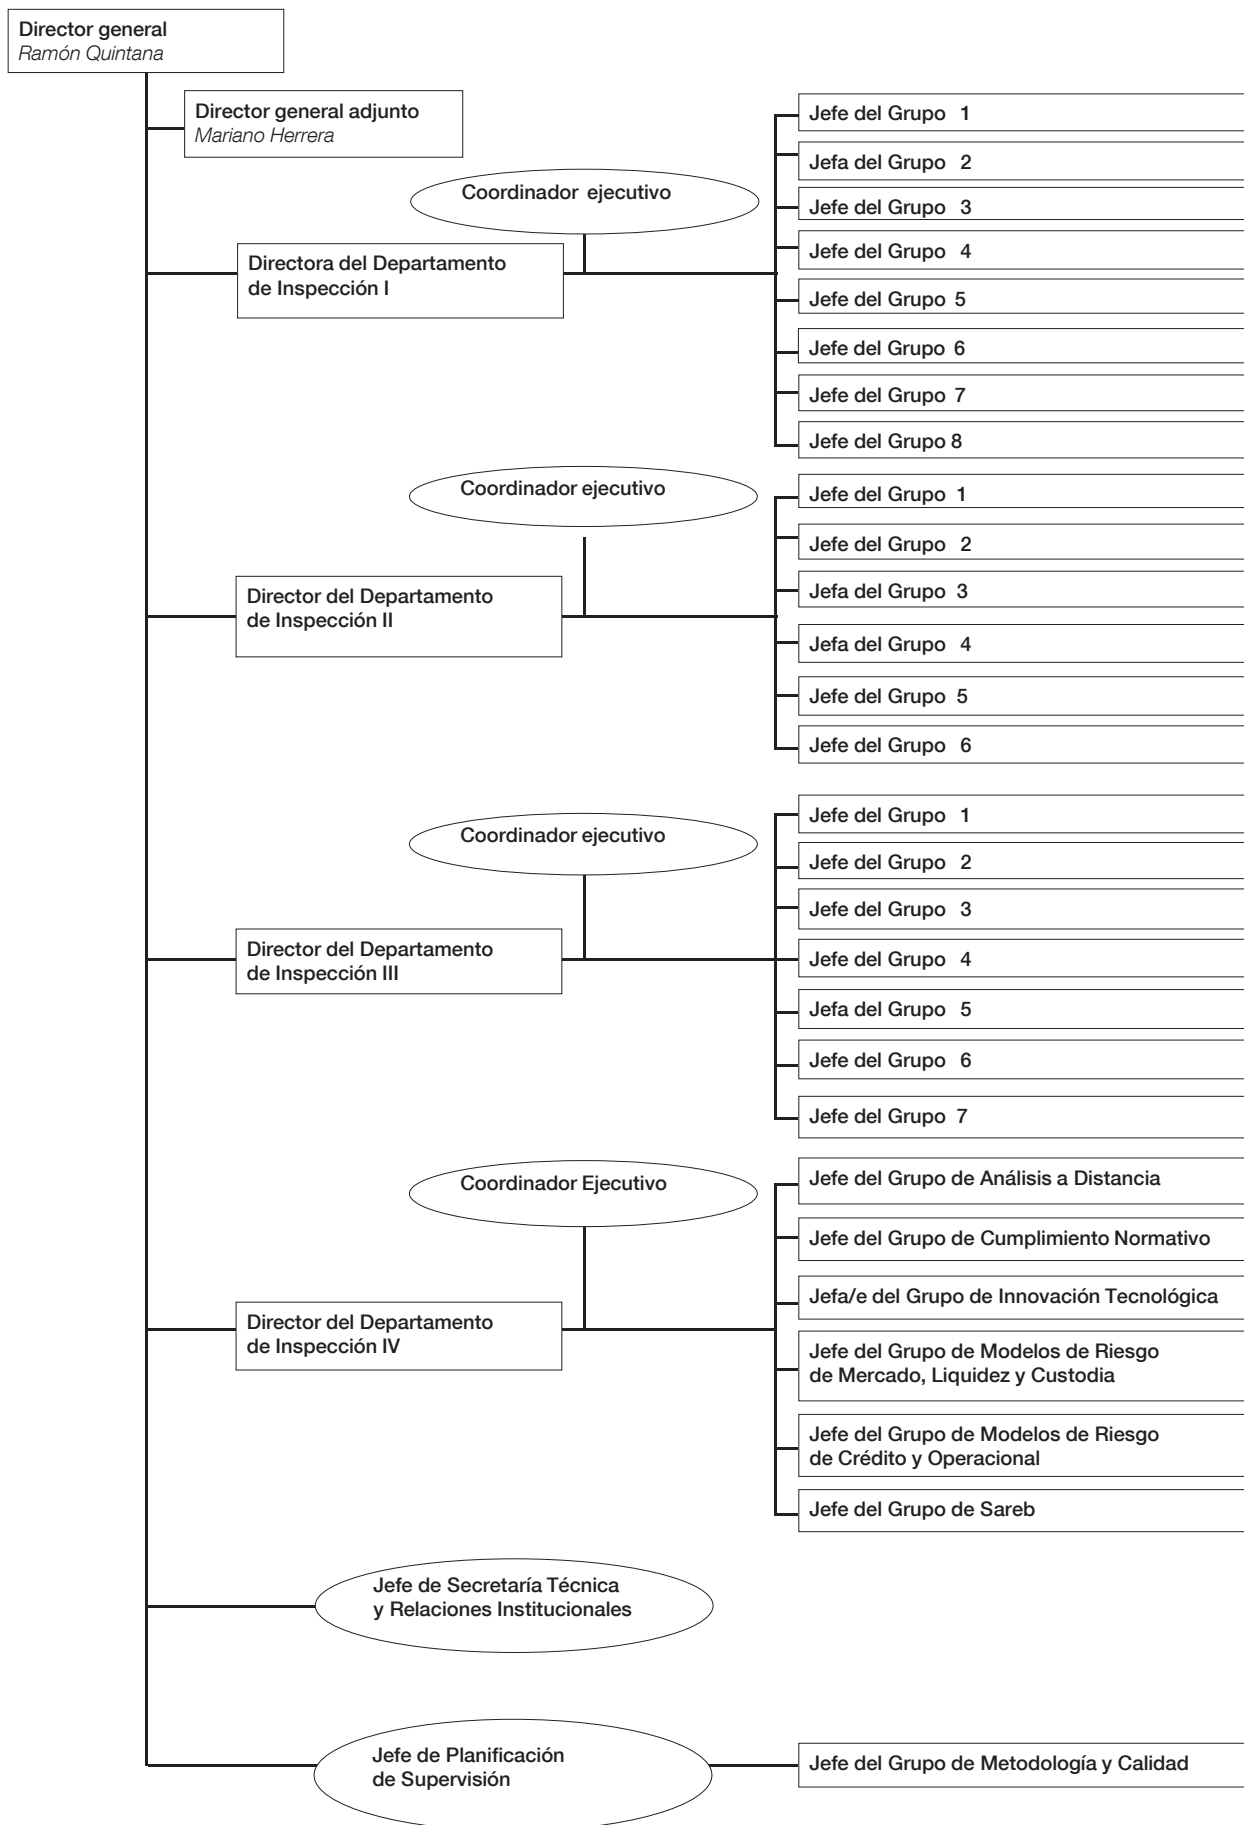 Director general
Ramón Quintana
Director general adjunto
Mariano Herrera
Coordinador ejecutivo
Directora del Departamento
de Inspección I
Jefe del Grupo 1
Jefa del Grupo 2
Jefe del Grupo 3
Jefe del Grupo 4
Jefe del Grupo 5
Jefe del Grupo 6
Jefe del Grupo 7
Jefe del Grupo 8
Coordinador ejecutivo
Director del Departamento
de Inspección II
Jefe del Grupo 1
Jefe del Grupo 2
Jefa del Grupo 3
Jefa del Grupo 4
Jefe del Grupo 5
Jefe del Grupo 6
Coordinador ejecutivo
Director del Departamento
de Inspección III
Jefe del Grupo 1
Jefe del Grupo 2
Jefe del Grupo 3
Jefe del Grupo 4
Jefa del Grupo 5
Jefe del Grupo 6
Jefe del Grupo 7
Coordinador Ejecutivo
Director del Departamento
de Inspección IV
Jefe del Grupo de Análisis a Distancia
Jefe del Grupo de Cumplimiento Normativo
Jefa/e del Grupo de Innovación Tecnológica
Jefe del Grupo de Modelos de Riesgo
de Mercado, Liquidez y Custodia
Jefe del Grupo de Modelos de Riesgo
de Crédito y Operacional
Jefe del Grupo de Sareb
Jefe de Secretaría Técnica
y Relaciones Institucionales
Jefe de Planificación
de Supervisión
Jefe del Grupo de Metodología y Calidad